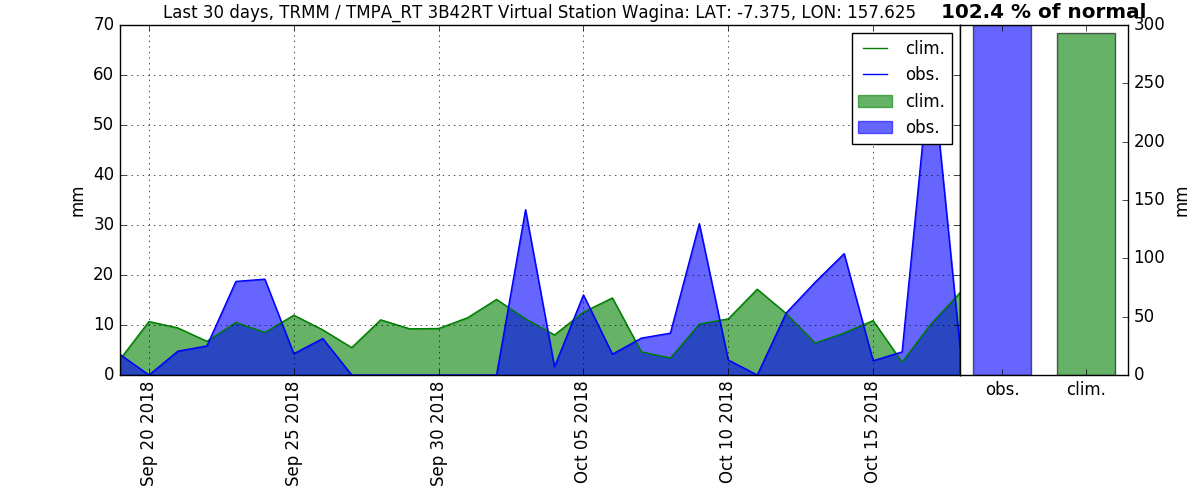 Last 30 days, TRMM / TMPA_RT 3B42RT Virtual Station Wagina: LAT: -7.375, LON: 157.625
102.4 % of normal
70
60
50
40
30
20
10
0
mm
clim.
obs.
clim.
obs.
300
250
200
150
100
50
0
mm
obs.
clim.
Sep 20 2018
Sep 25 2018
Sep 30 2018
Oct 05 2018
Oct 10 2018
Oct 15 2018